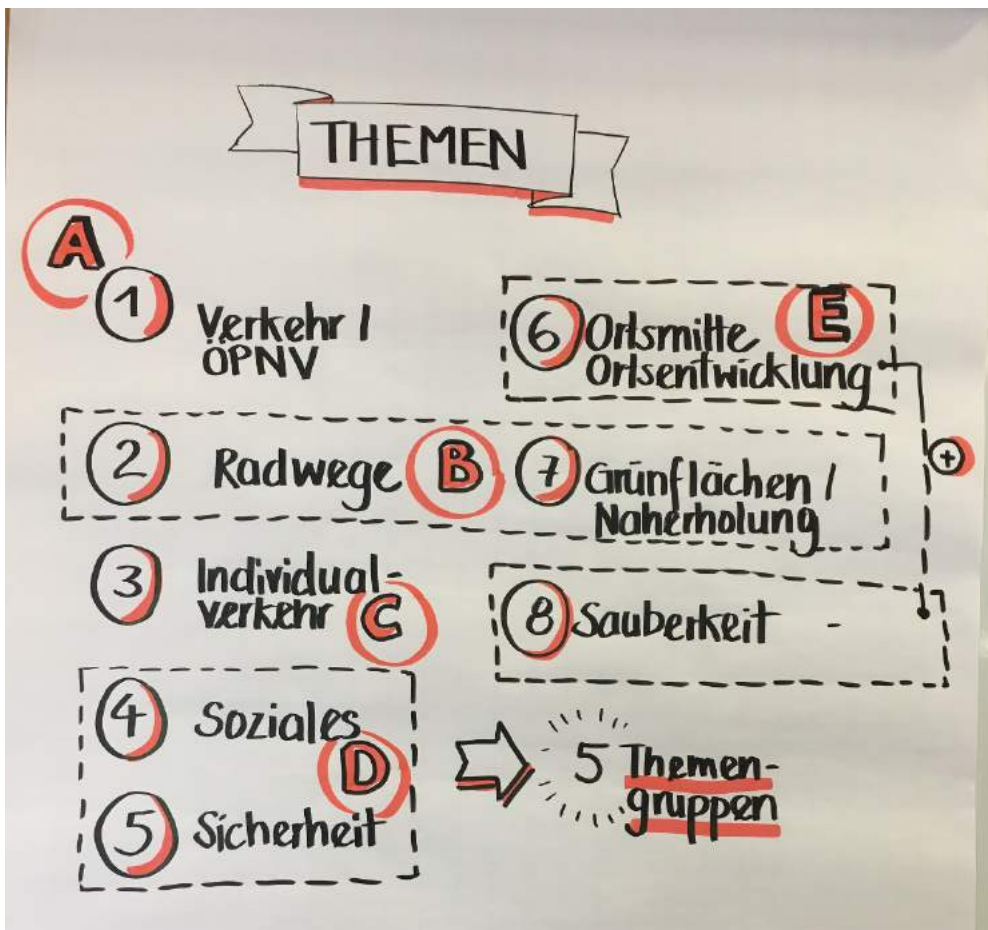 THEMEN
A
1 Verkehr /
ÖPNV
2 Radwege B
3 Individual-
verkehr C
4 Soziales
D
5 Sicherheit
6 Ortsmitte E
Ortsentwicklung
+
7 Grünflächen /
Naherholung
8 Sauberkeit -
5 Themen-
gruppen